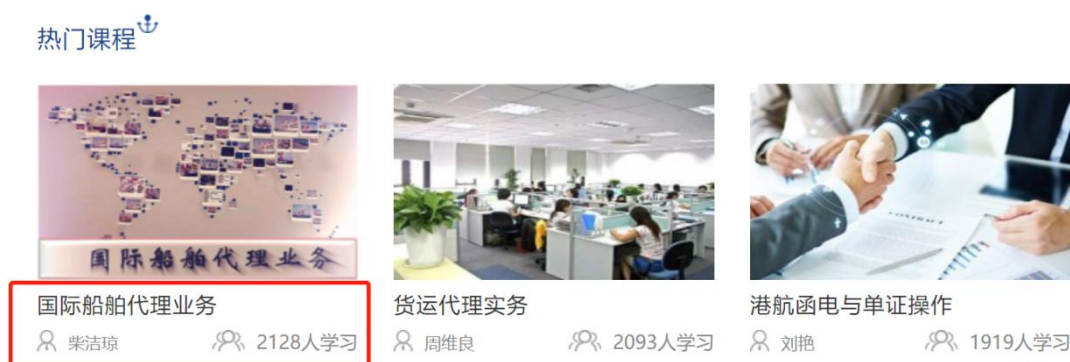 热门课程
国际船舶代理业务
国际船舶代理业务
柴洁琼 2128人学习
货运代理实务
周维良 2093人学习
CONTRACT
港航函电与单证操作
刘艳 1919人学习